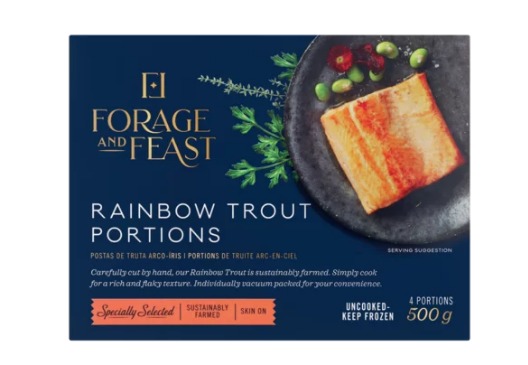 FORAGE
AND FEAST
RAINBOW TROUT
PORTIONS
POSTAS DE TRUTA ARCO-ÍRIS | PORTIONS DE TRUITE ARC-EN-CIEL
Carefully cut by hand, our Rainbow Trout is sustainably farmed. Simply cook
for a rich and flaky texture. Individually vacuum packed for your convenience.
Specially Selected | SUSTAINABLY FARMED | SKIN ON
SERVING SUGGESTION
UNCOOKED-
KEEP FROZEN
4 PORTIONS
500 g